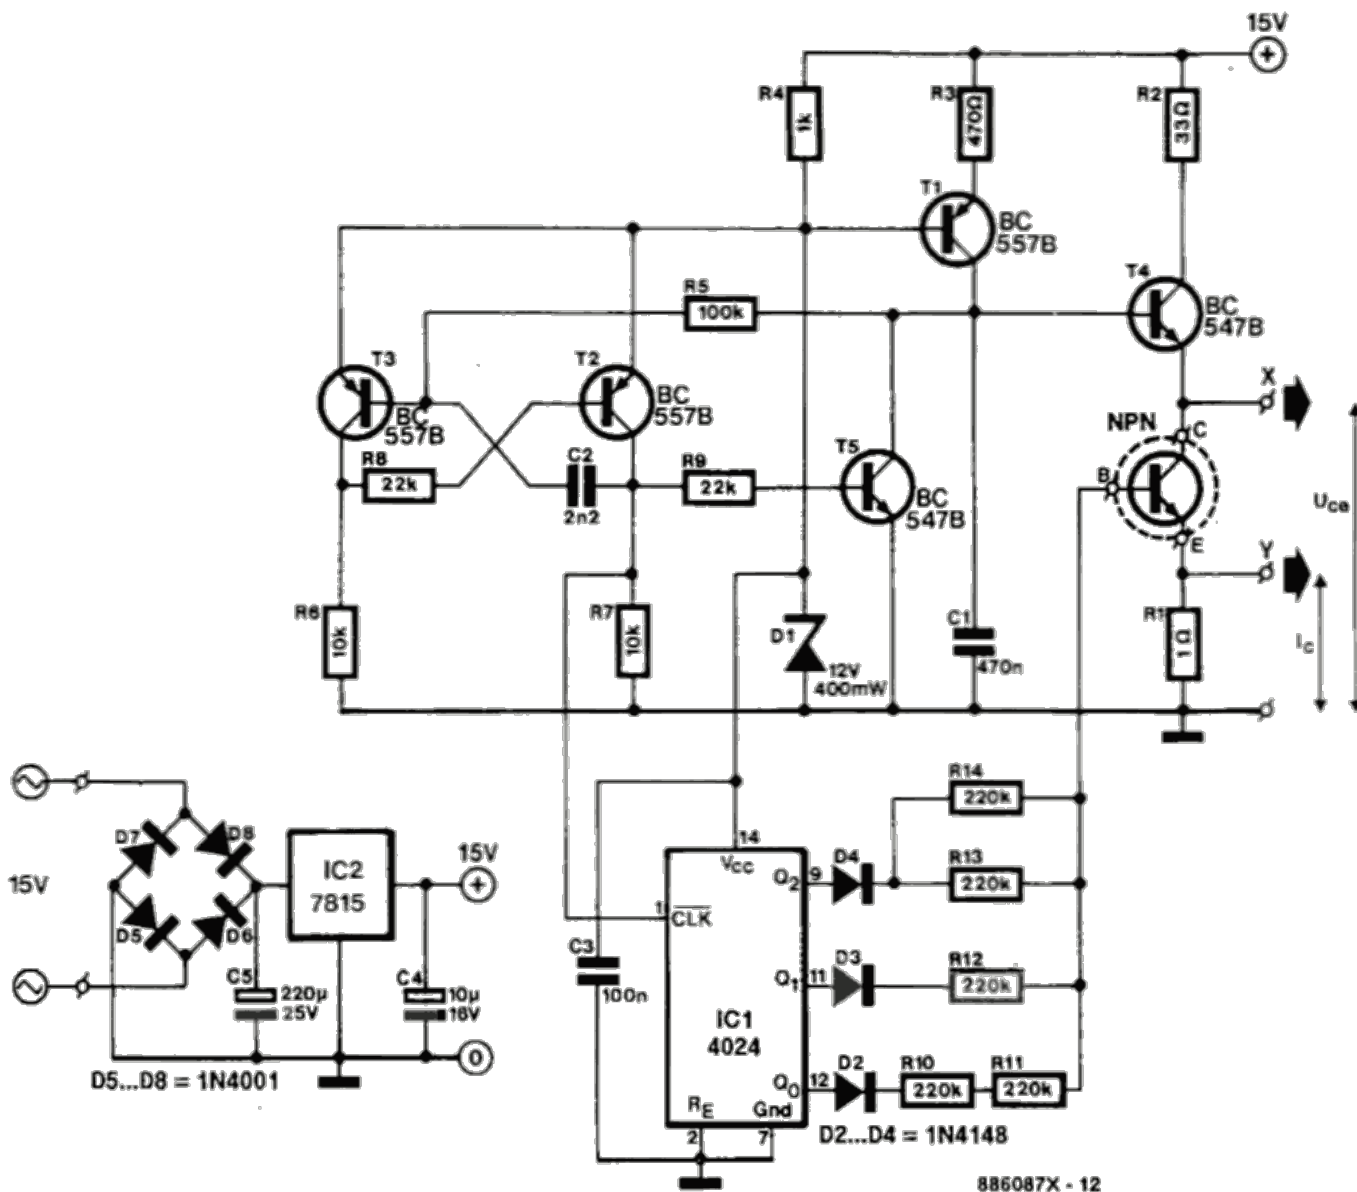 15V
R4
1k
R3
470Ω
R2
33Ω
T1
BC
557B
T4
BC
547B
R5
100k
T3
BC
557B
T2
BC
557B
X
NPN
C
R8
22k
C2
2n2
R9
22k
T5
BC
547B
B
Uce
E
Y
R6
10k
R7
10k
D1
12V
400mW
C1
470n
R1
1Ω
IC
R14
220k
D7
D8
IC2
7815
15V
15V
D5
D6
14
VCC
Q2
9
D4
R13
220k
1
CLK
C5
220µ
25V
C4
10µ
16V
C3
100n
Q1
11
D3
R12
220k
IC1
4024
0
D5...D8 = 1N4001
Q0
12
D2
R10
220k
R11
220k
RE
2
Gnd
7
D2...D4 = 1N4148
886087X - 12